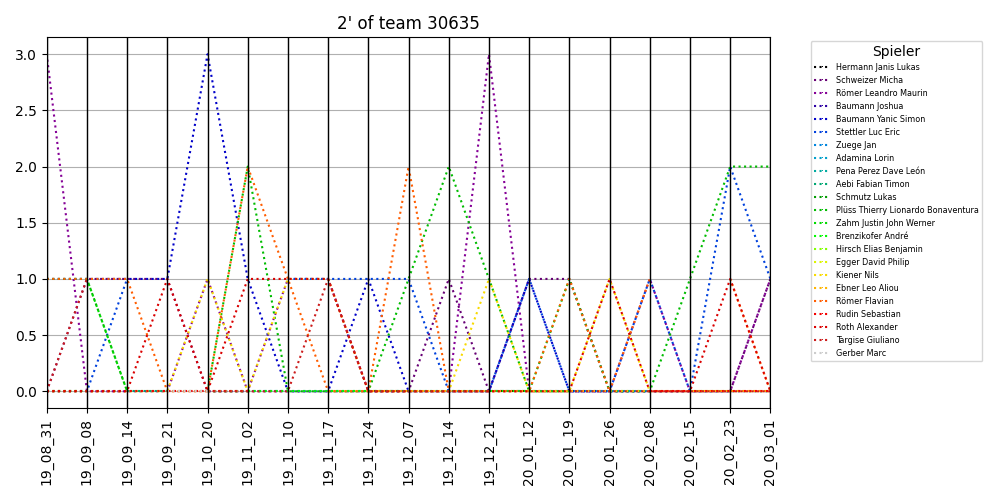 2' of team 30635
3.0
2.5
2.0
1.5
1.0
0.5
0.0
19_08_31
19_09_08
19_09_14
19_09_21
19_10_20
19_11_02
19_11_10
19_11_17
19_11_24
19_12_07
19_12_14
19_12_21
20_01_12
20_01_19
20_01_26
20_02_08
20_02_15
20_02_23
20_03_01
Spieler
Hermann Janis Lukas
Schweizer Micha
Römer Leandro Maurin
Baumann Joshua
Baumann Yanic Simon
Stettler Luc Eric
Zuege Jan
Adamina Lorin
Pena Perez Dave León
Aebi Fabian Timon
Schmutz Lukas
Plüss Thierry Lionardo Bonaventura
Zahm Justin John Werner
Brenzikofer André
Hirsch Elias Benjamin
Egger David Philip
Kiener Nils
Ebner Leo Aliou
Römer Flavian
Rudin Sebastian
Roth Alexander
Targise Giuliano
Gerber Marc